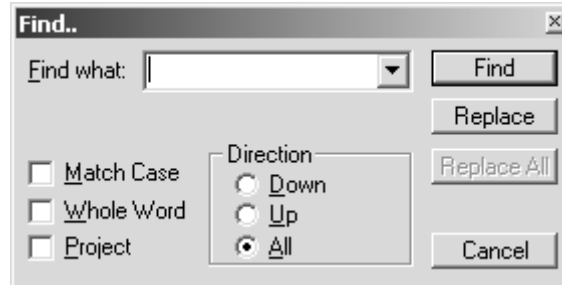 Find..
Find what:
Find
Replace
Replace All
Match Case
Whole Word
Project
Direction
Down
Up
All
Cancel